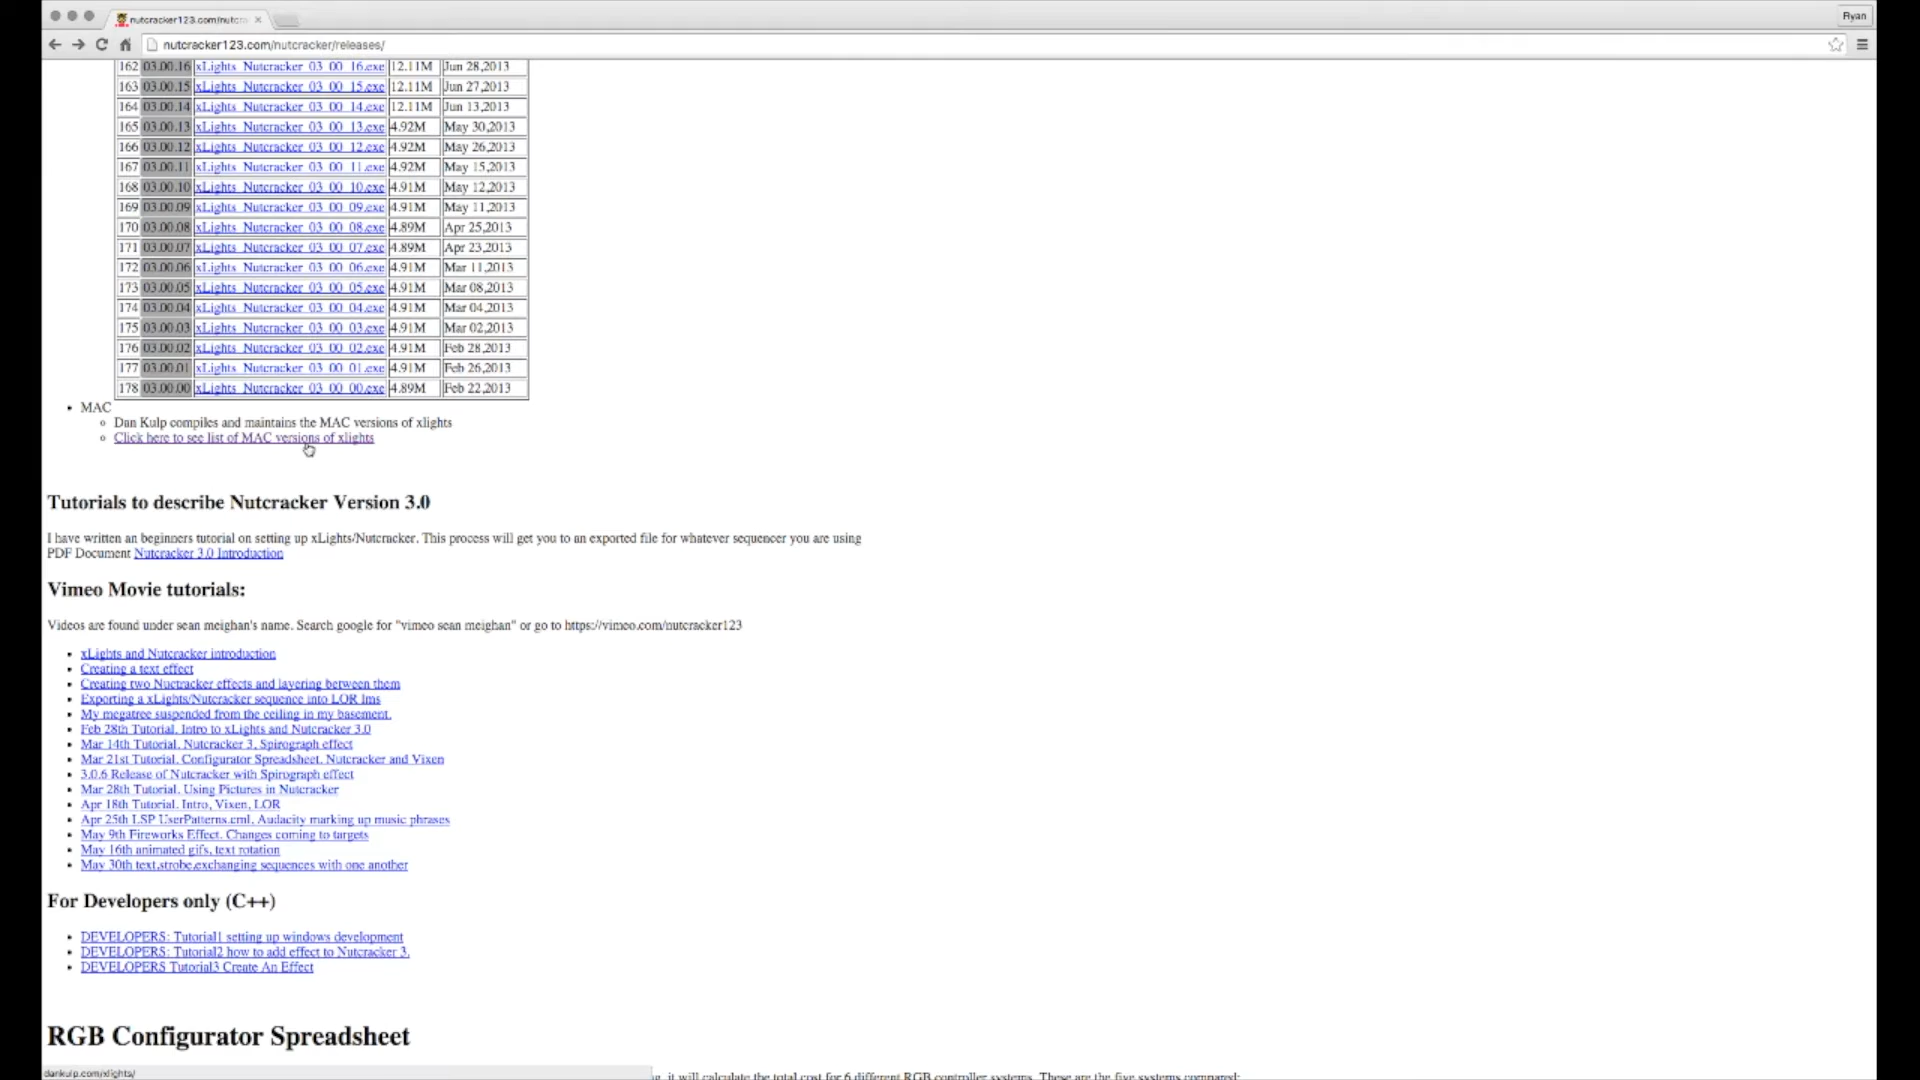 nutcracker123.com/nutcra
Ryan
nutcracker123.com/nutcracker/releases/
162 03.00.16 xLights_Nutcracker_03_00_16.exe 12.11M Jun 28,2013
163 03.00.15 xLights_Nutcracker_03_00_15.exe 12.11M Jun 27,2013
164 03.00.14 xLights_Nutcracker_03_00_14.exe 12.11M Jun 13,2013
165 03.00.13 xLights_Nutcracker_03_00_13.exe 4.92M May 30,2013
166 03.00.12 xLights_Nutcracker_03_00_12.exe 4.92M May 26,2013
167 03.00.11 xLights_Nutcracker_03_00_11.exe 4.92M May 15,2013
168 03.00.10 xLights_Nutcracker_03_00_10.exe 4.91M May 12,2013
169 03.00.09 xLights_Nutcracker_03_00_09.exe 4.91M May 11,2013
170 03.00.08 xLights_Nutcracker_03_00_08.exe 4.89M Apr 25,2013
171 03.00.07 xLights_Nutcracker_03_00_07.exe 4.89M Apr 23,2013
172 03.00.06 xLights_Nutcracker_03_00_06.exe 4.91M Mar 11,2013
173 03.00.05 xLights_Nutcracker_03_00_05.exe 4.91M Mar 08,2013
174 03.00.04 xLights_Nutcracker_03_00_04.exe 4.91M Mar 04,2013
175 03.00.03 xLights_Nutcracker_03_00_03.exe 4.91M Mar 02,2013
176 03.00.02 xLights_Nutcracker_03_00_02.exe 4.91M Feb 28,2013
177 03.00.01 xLights_Nutcracker_03_00_01.exe 4.91M Feb 26,2013
178 03.00.00 xLights_Nutcracker_03_00_00.exe 4.89M Feb 22,2013
MAC
Dan Kulp compiles and maintains the MAC versions of xlights
Click here to see list of MAC versions of xlights
Tutorials to describe Nutcracker Version 3.0
I have written an beginners tutorial on setting up xLights/Nutcracker. This process will get you to an exported file for whatever sequencer you are using
PDF Document Nutcracker 3.0 Introduction
Vimeo Movie tutorials:
Videos are found under sean meighan's name. Search google for "vimeo sean meighan" or go to https://vimeo.com/nutcracker123
xLights and Nutcracker introduction
Creating a text effect
Creating two Nuctracker effects and layering between them
Exporting a xLights/Nutcracker sequence into LOR lms
My megatree suspended from the ceiling in my basement.
Feb 28th Tutorial. Intro to xLights and Nutcracker 3.0
Mar 14th Tutorial. Nutcracker 3, Spirograph effect
Mar 21st Tutorial. Configurator Spreadsheet. Nutcracker and Vixen
3.0.6 Release of Nutcracker with Spirograph effect
Mar 28th Tutorial. Using Pictures in Nutcracker
Apr 18th Tutorial. Intro, Vixen, LOR
Apr 25th LSP UserPatterns.xml, Audacity marking up music phrases
May 9th Fireworks Effect. Changes coming to targets
May 16th animated gifs, text rotation
May 30th text,strobe,exchanging sequences with one another
For Developers only (C++)
DEVELOPERS: Tutorial1 setting up windows development
DEVELOPERS: Tutorial2 how to add effect to Nutcracker 3.
DEVELOPERS Tutorial3 Create An Effect
RGB Configurator Spreadsheet
dankulp.com/xlights/
it will calculate the total cost for 6 different RGB controller systems. These are the five systems compared: